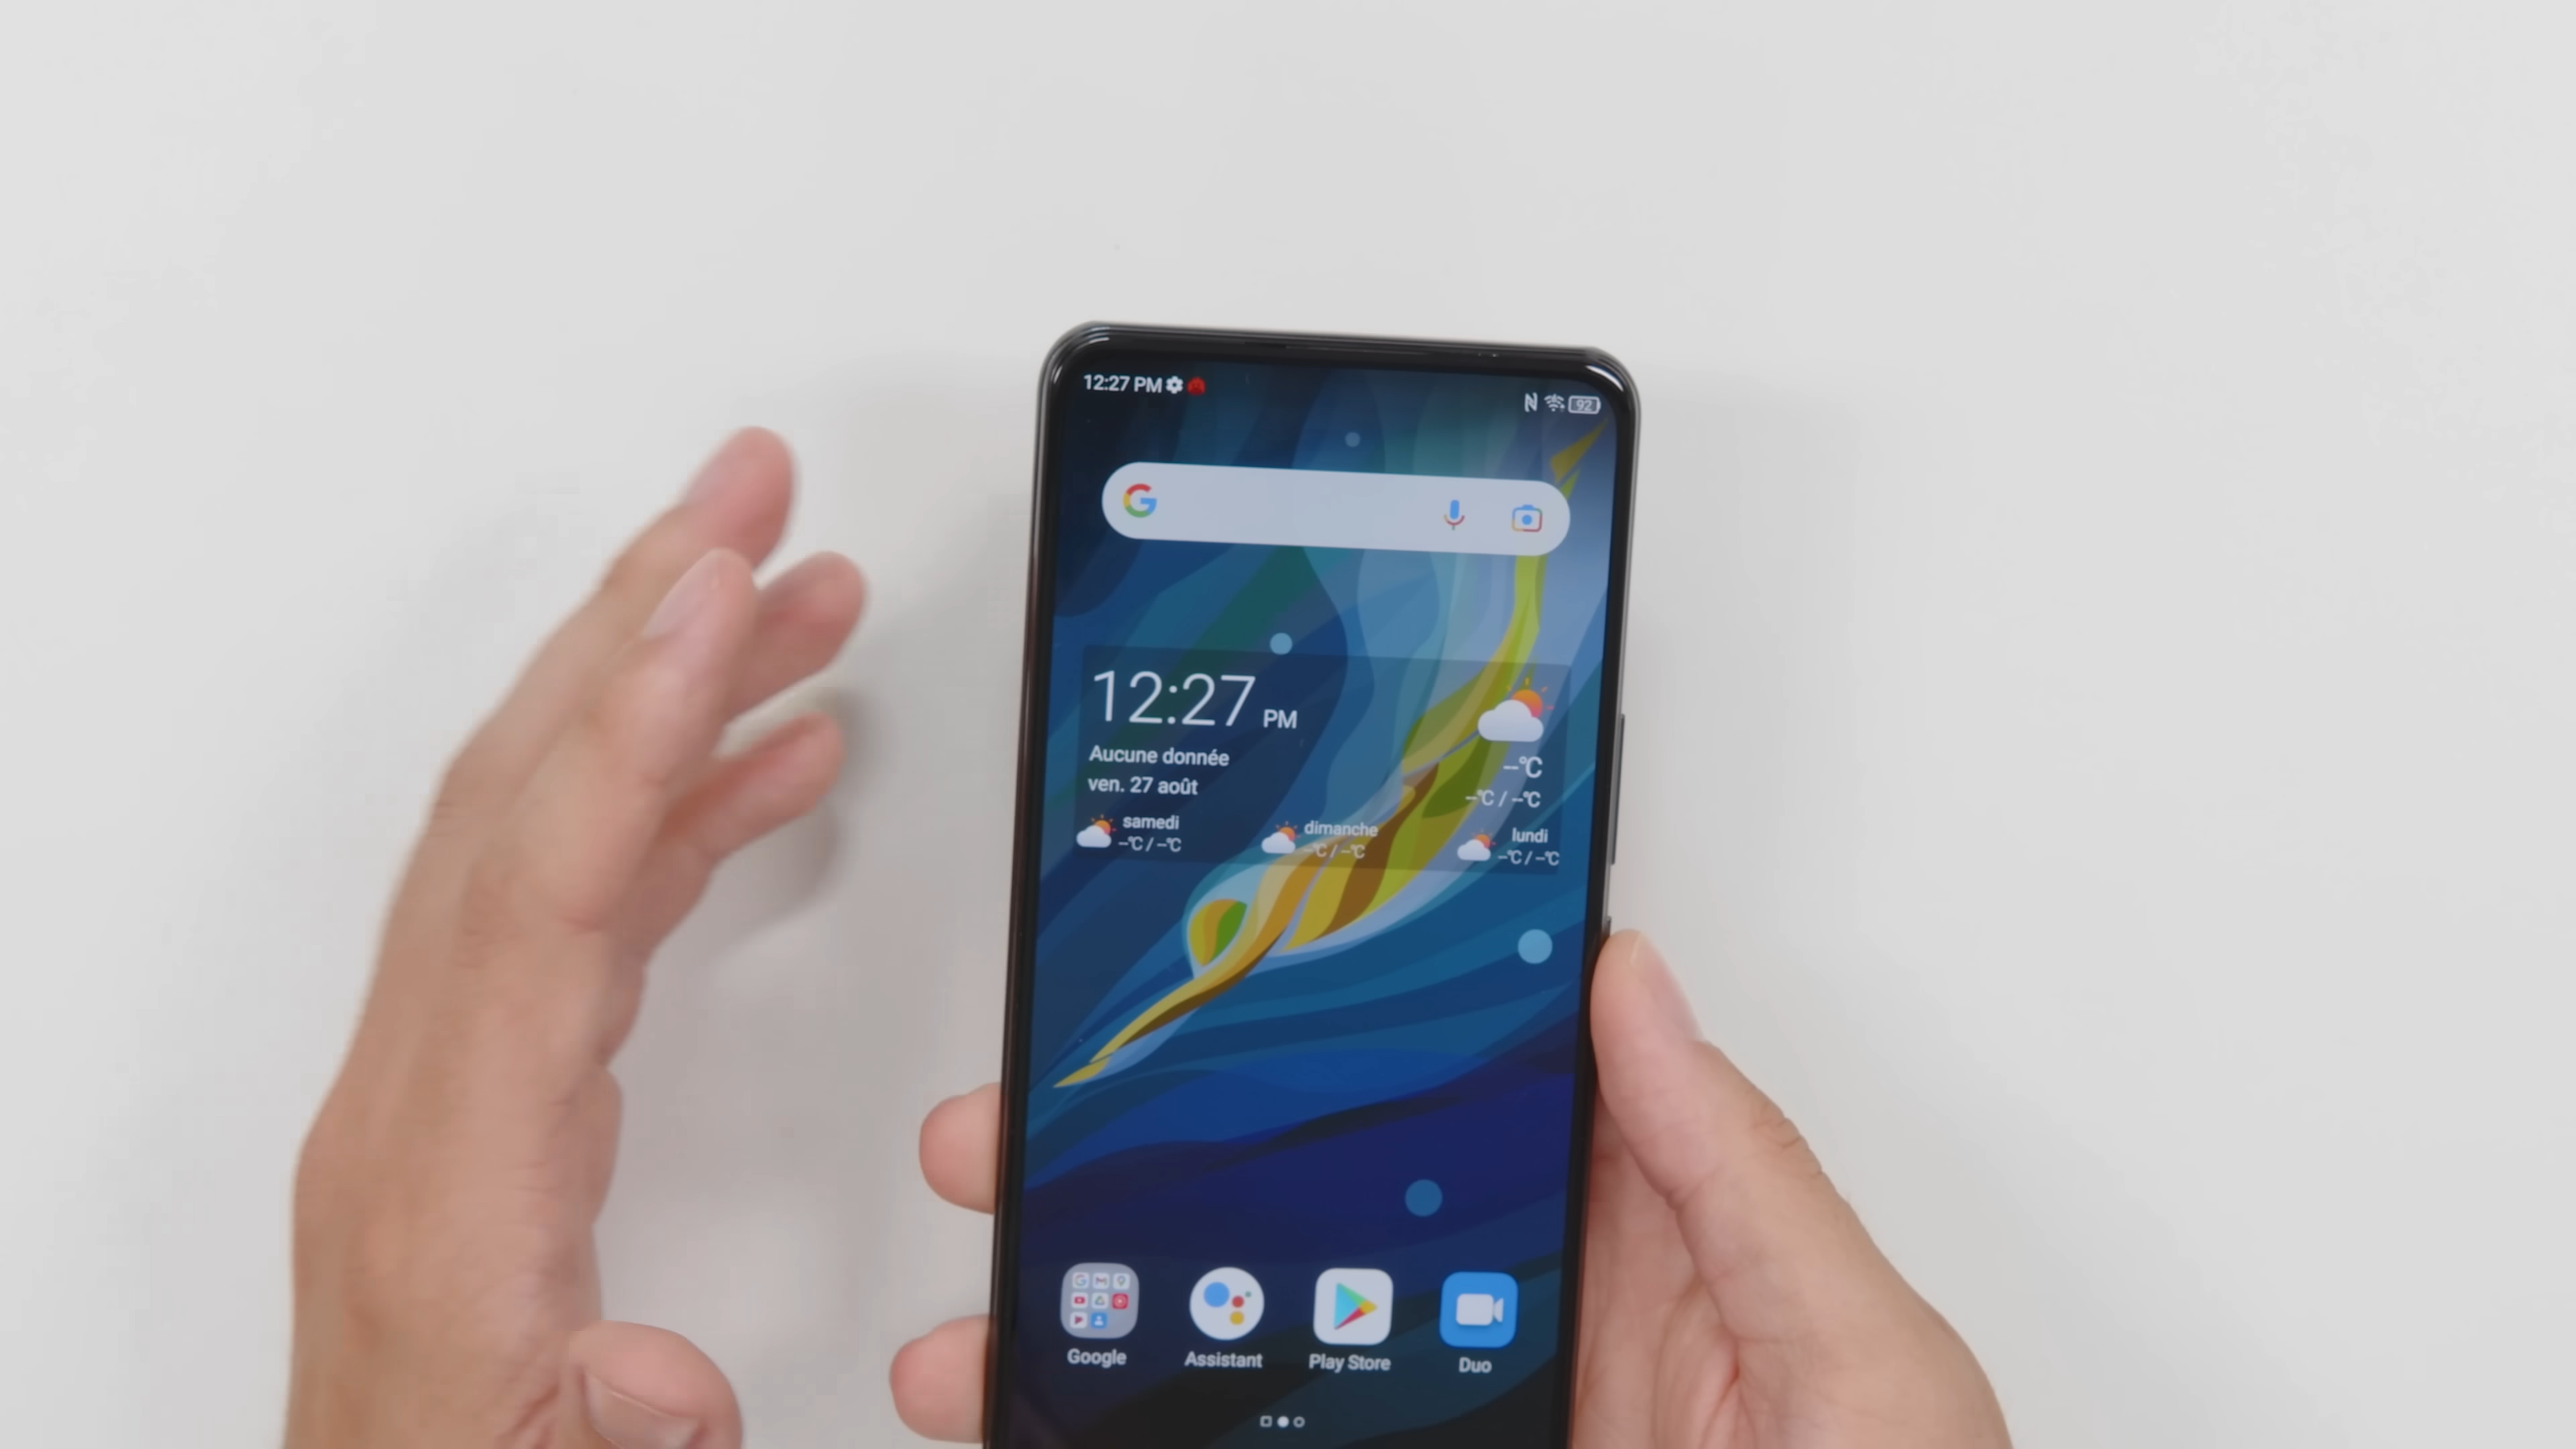 12:27 PM
92
G
12:27 PM
Aucune donnée
ven. 27 août
--°C
--°C / --°C
samedi
--°C / --°C
dimanche
--°C / --°C
lundi
--°C / --°C
Google
Assistant
Play Store
Duo